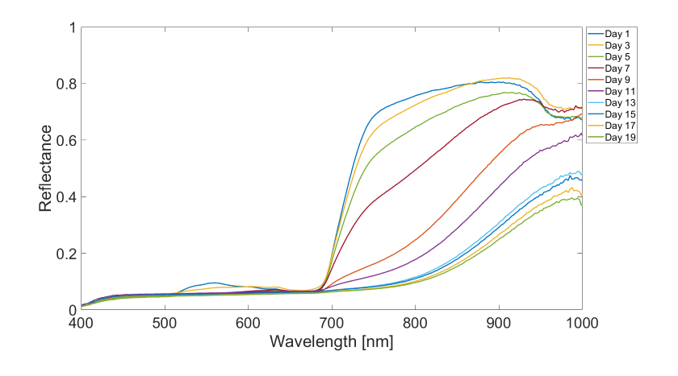 1
0.8
0.6
0.4
0.2
0
Reflectance
400
500
600
700
800
900
1000
Wavelength [nm]
Day 1
Day 3
Day 5
Day 7
Day 9
Day 11
Day 13
Day 15
Day 17
Day 19